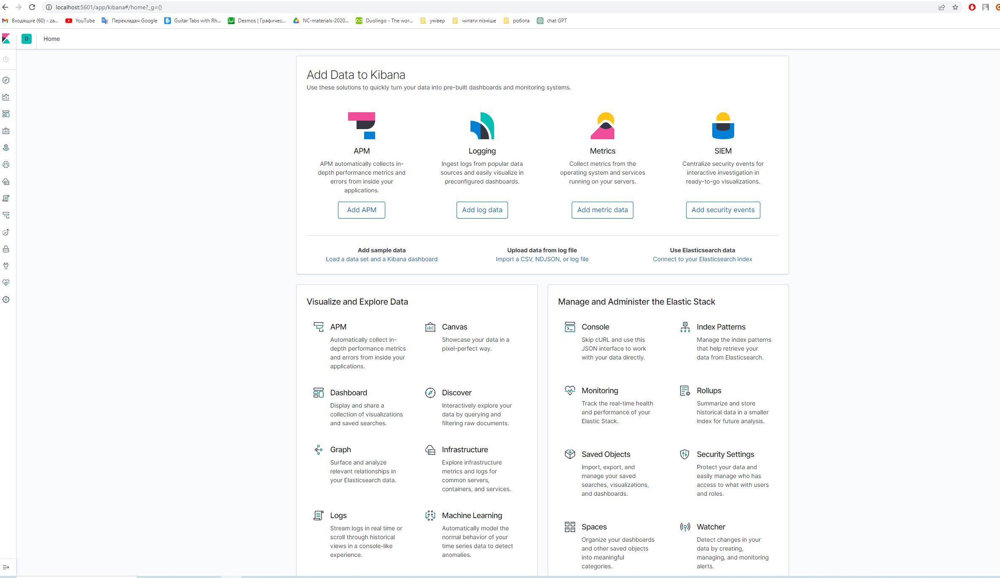 localhost:5601/app/kibana#/home?_g=()
Входящие (60) - za...
YouTube
Перекладач Google
Guitar Tabs with Rh...
Desmos | Графичес...
NC-materials-2020...
Duolingo - The wor...
універ
читати пізніше
робота
chat GPT
D
Home
Add Data to Kibana
Use these solutions to quickly turn your data into pre-built dashboards and monitoring systems.
APM
APM automatically collects in-
depth performance metrics and
errors from inside your
applications.
Add APM
Logging
Ingest logs from popular data
sources and easily visualize in
preconfigured dashboards.
Add log data
Metrics
Collect metrics from the
operating system and services
running on your servers.
Add metric data
SIEM
Centralize security events for
interactive investigation in
ready-to-go visualizations.
Add security events
Add sample data
Load a data set and a Kibana dashboard
Upload data from log file
Import a CSV, NDJSON, or log file
Use Elasticsearch data
Connect to your Elasticsearch index
Visualize and Explore Data
APM
Automatically collect in-
depth performance metrics
and errors from inside your
applications.
Canvas
Showcase your data in a
pixel-perfect way.
Dashboard
Display and share a
collection of visualizations
and saved searches.
Discover
Interactively explore your
data by querying and
filtering raw documents.
Graph
Surface and analyze
relevant relationships in
your Elasticsearch data.
Infrastructure
Explore infrastructure
metrics and logs for
common servers,
containers, and services.
Logs
Stream logs in real time or
scroll through historical
views in a console-like
experience.
Machine Learning
Automatically model the
normal behavior of your
time series data to detect
anomalies.
Manage and Administer the Elastic Stack
Console
Skip cURL and use this
JSON interface to work
with your data directly.
Index Patterns
Manage the index patterns
that help retrieve your
data from Elasticsearch.
Monitoring
Track the real-time health
and performance of your
Elastic Stack.
Rollups
Summarize and store
historical data in a smaller
index for future analysis.
Saved Objects
Import, export, and
manage your saved
searches, visualizations,
and dashboards.
Security Settings
Protect your data and
easily manage who has
access to what with users
and roles.
Spaces
Organize your dashboards
and other saved objects
into meaningful
categories.
Watcher
Detect changes in your
data by creating,
managing, and monitoring
alerts.